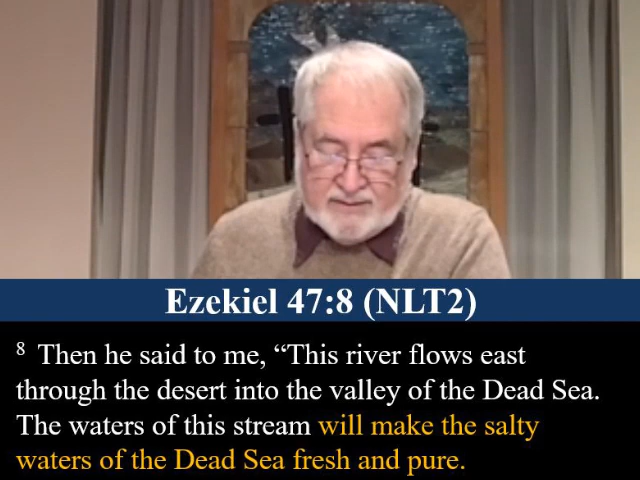 Ezekiel 47:8 (NLT2)
8 Then he said to me, “This river flows east
through the desert into the valley of the Dead Sea.
The waters of this stream will make the salty
waters of the Dead Sea fresh and pure.